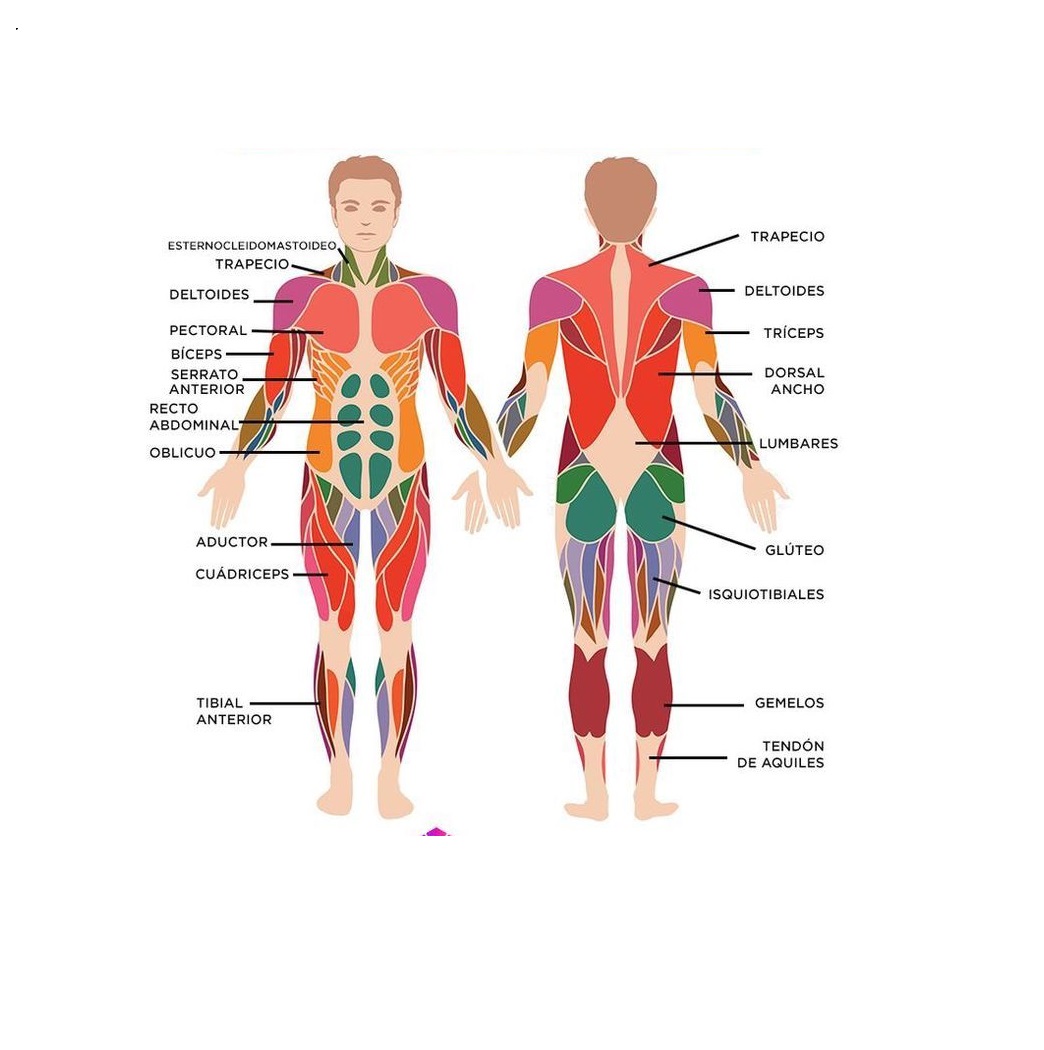 ESTERNOCLEIDOMASTOIDEO
TRAPECIO
DELTOIDES
PECTORAL
BÍCEPS
SERRATO
ANTERIOR
RECTO
ABDOMINAL
OBLICUO
ADUCTOR
CUÁDRICEPS
TIBIAL
ANTERIOR
TRAPECIO
DELTOIDES
TRÍCEPS
DORSAL
ANCHO
LUMBARES
GLÚTEO
ISQUIOTIBIALES
GEMELOS
TENDÓN
DE AQUILES